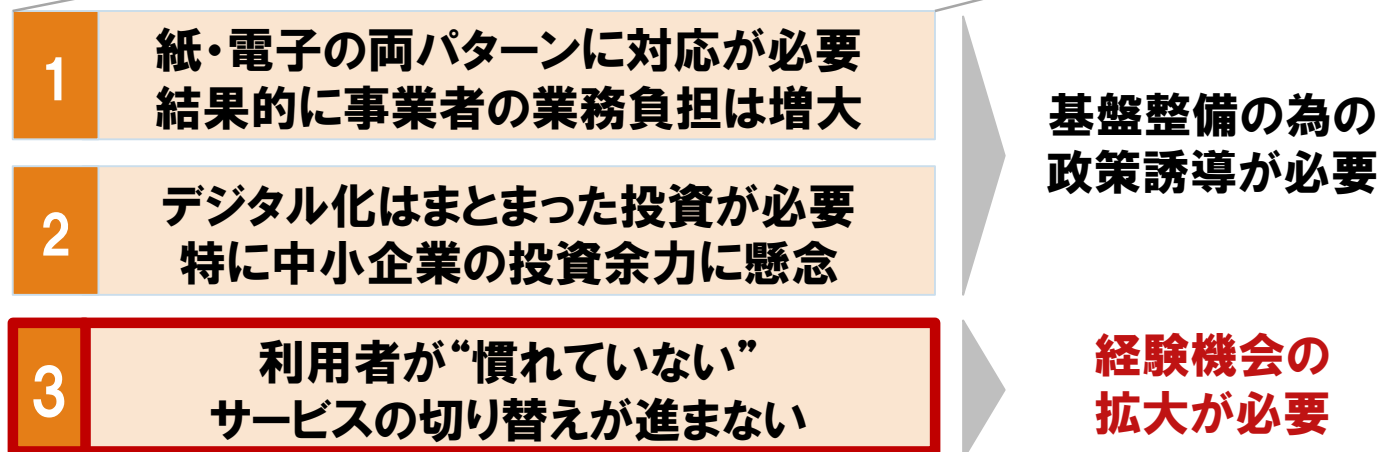 1
紙・電子の両パターンに対応が必要
結果的に事業者の業務負担は増大
2
デジタル化はまとまった投資が必要
特に中小企業の投資余力に懸念
基盤整備の為の
政策誘導が必要
3
利用者が“慣れていない”
サービスの切り替えが進まない
経験機会の
拡大が必要